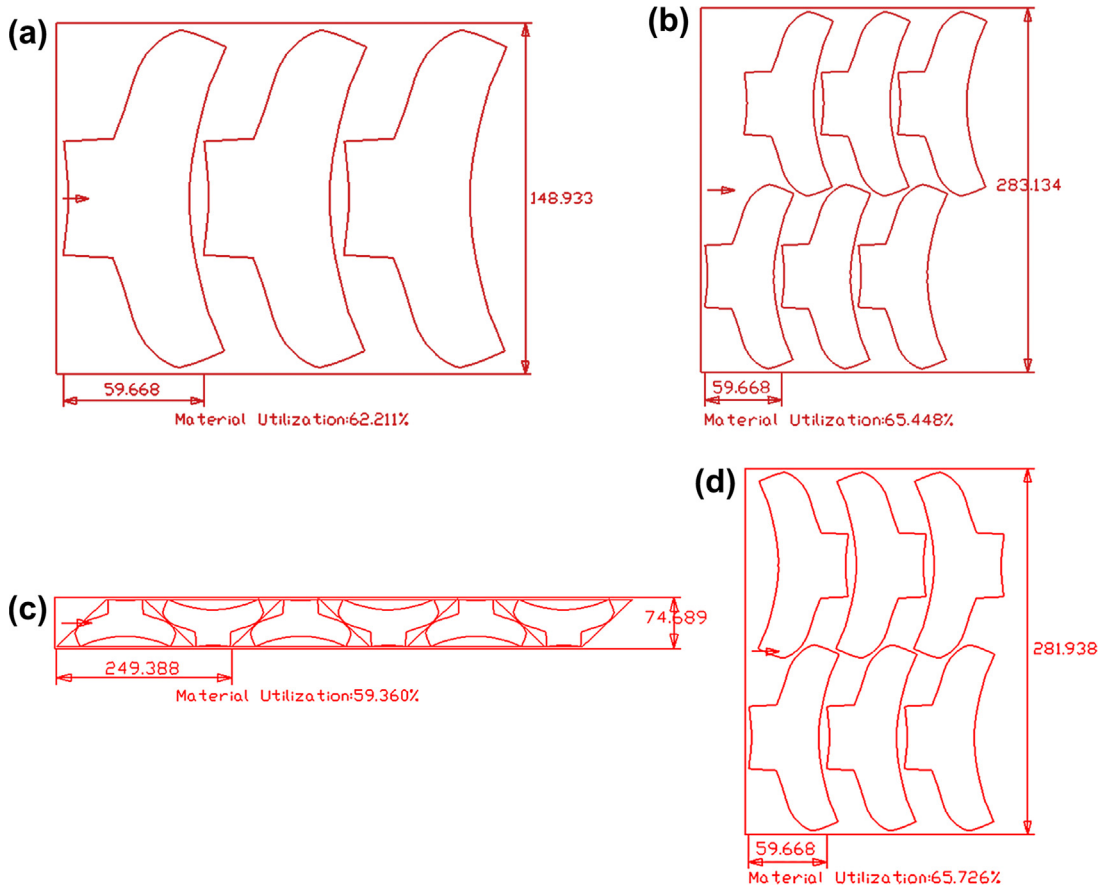 (a)
148.933
59.668
Material Utilization:62.211%
(b)
283.134
59.668
Material Utilization:65.448%
(c)
74.689
249.388
Material Utilization:59.360%
(d)
281.938
59.668
Material Utilization:65.726%